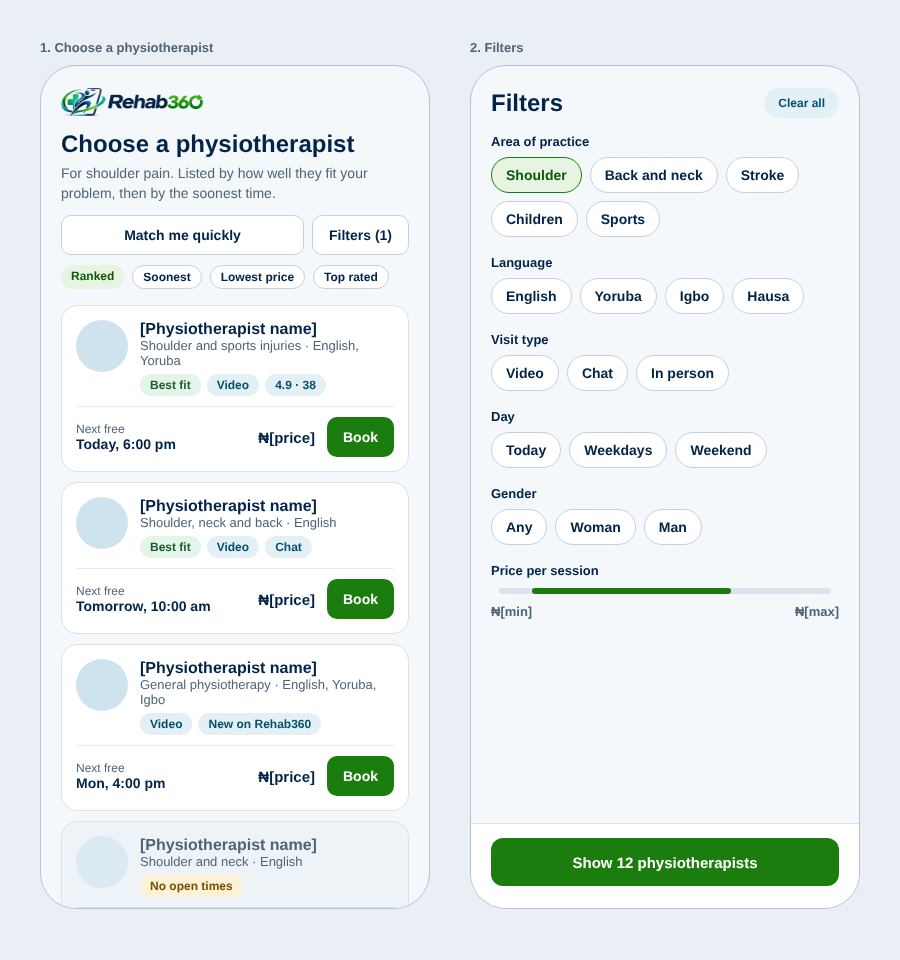 1. Choose a physiotherapist
Rehab360
Choose a physiotherapist
For shoulder pain. Listed by how well they fit your
problem, then by the soonest time.
Match me quickly
Filters (1)
Ranked
Soonest
Lowest price
Top rated
[Physiotherapist name]
Shoulder and sports injuries · English,
Yoruba
Best fit
Video
4.9 · 38
Next free
Today, 6:00 pm
₦[price]
Book
[Physiotherapist name]
Shoulder, neck and back · English
Best fit
Video
Chat
Next free
Tomorrow, 10:00 am
₦[price]
Book
[Physiotherapist name]
General physiotherapy · English, Yoruba,
Igbo
Video
New on Rehab360
Next free
Mon, 4:00 pm
₦[price]
Book
[Physiotherapist name]
Shoulder and neck · English
No open times
2. Filters
Filters
Clear all
Area of practice
Shoulder
Back and neck
Stroke
Children
Sports
Language
English
Yoruba
Igbo
Hausa
Visit type
Video
Chat
In person
Day
Today
Weekdays
Weekend
Gender
Any
Woman
Man
Price per session
₦[min]
₦[max]
Show 12 physiotherapists